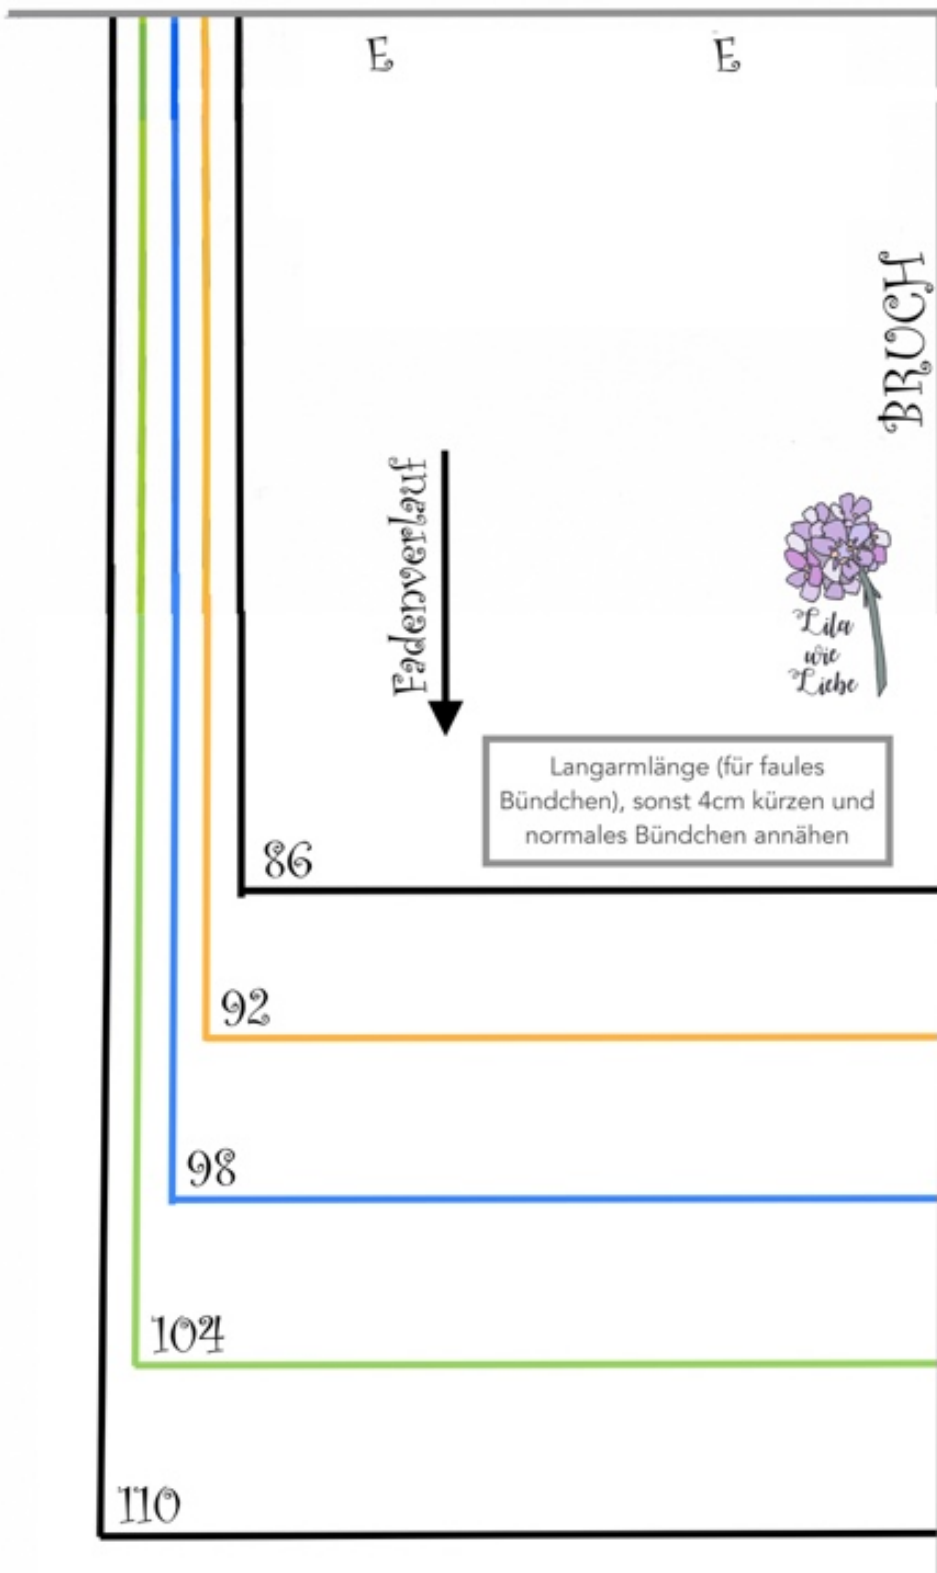 E E
BRUCH
Fadenverlauf
Lila
wie
Liebe
Langarmlänge (für faules
Bündchen), sonst 4cm kürzen und
normales Bündchen annähen
86
92
98
104
110